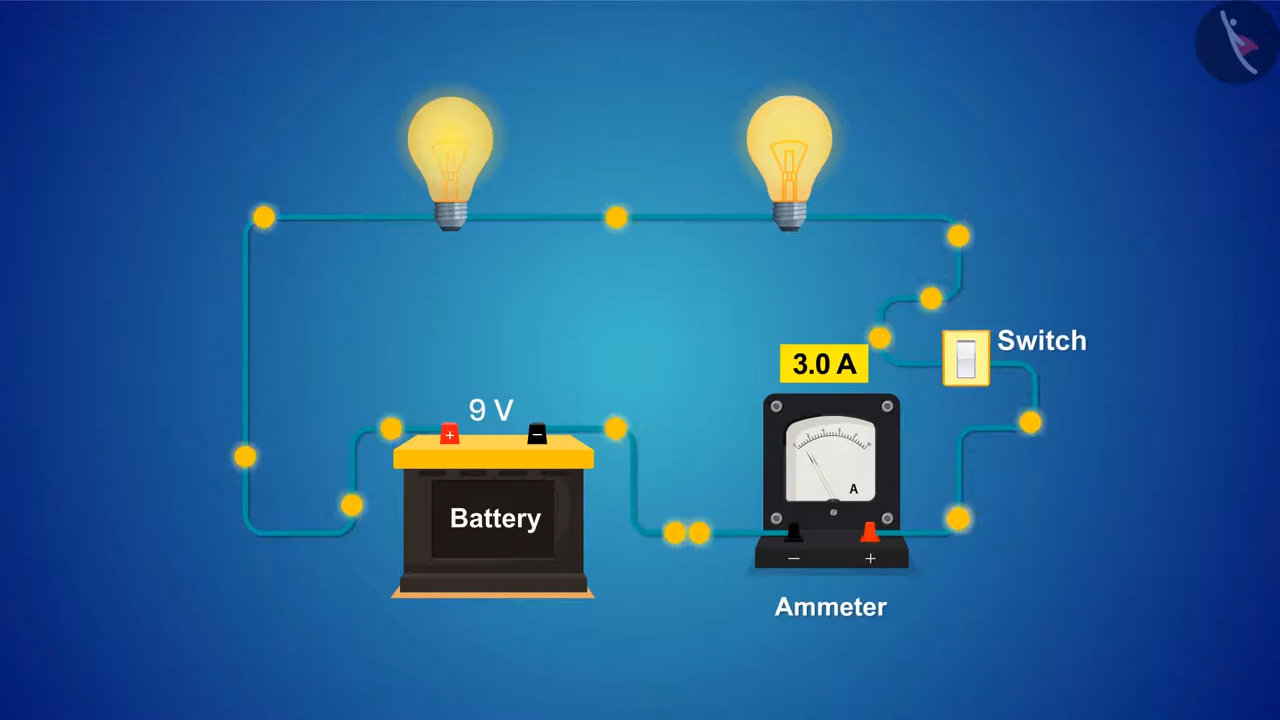 Switch
3.0 A
9 V
+ −
Battery
A
− +
Ammeter